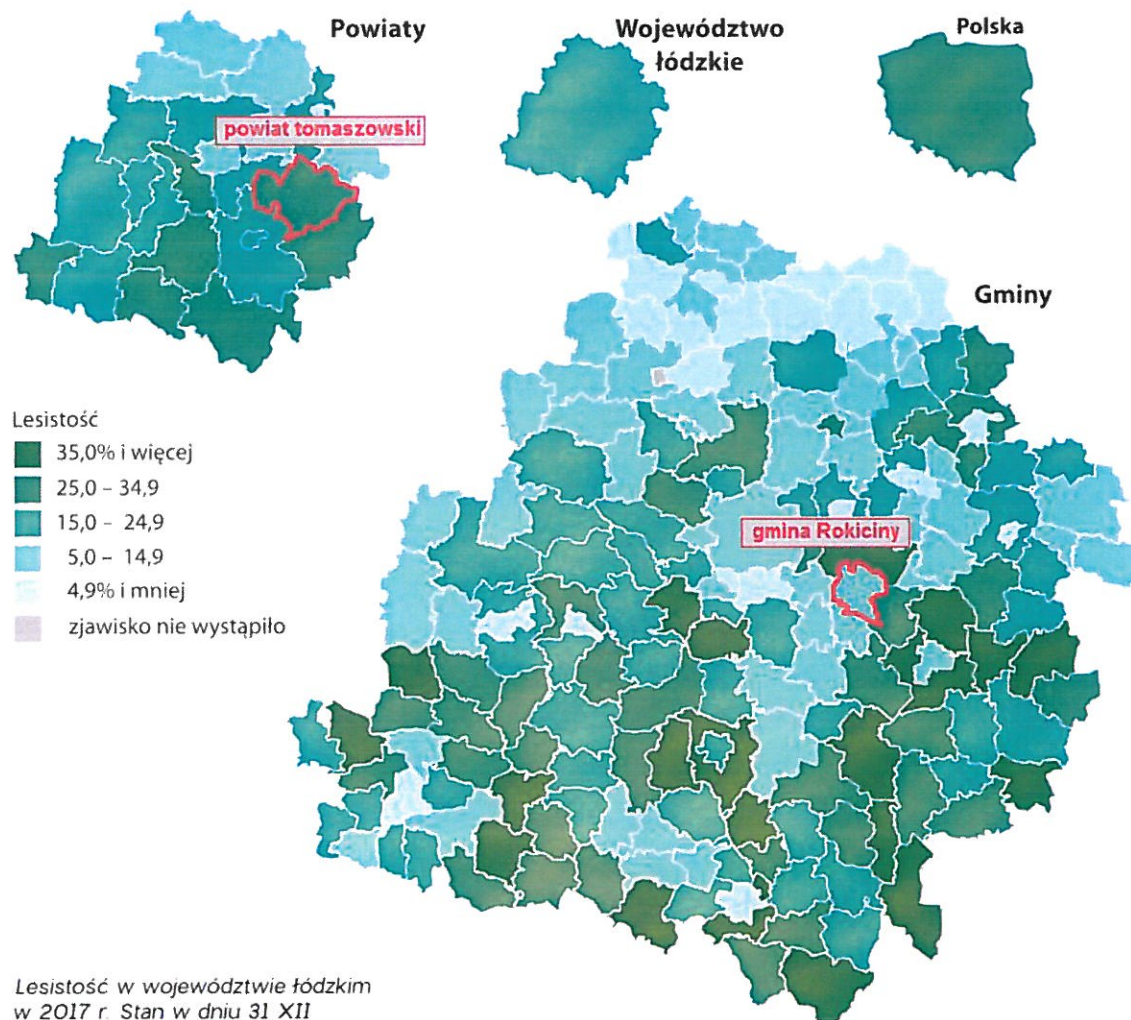 Powiaty
Województwo
łódzkie
Polska
powiat tomaszowski
Gminy
Lesistość
35,0% i więcej
25,0 – 34,9
15,0 – 24,9
5,0 – 14,9
4,9% i mniej
zjawisko nie wystąpiło
gmina Rokiciny
Lesistość w województwie łódzkim
w 2017 r. Stan w dniu 31 XII